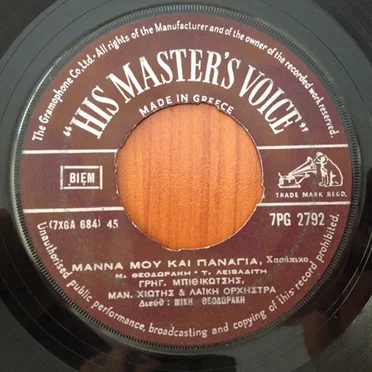 The Gramophone Co. Ltd.- All rights of the Manufacturer and of the owner of the recorded work reserved.
"HIS MASTER'S VOICE"
MADE IN GREECE
BIEM
TRADE MARK REGD.
(7XGA 684) 45
7PG 2792
ΜΑΝΝΑ ΜΟΥ ΚΑΙ ΠΑΝΑΓΙΑ, Χασάπικο,
Μ. ΘΕΟΔΩΡΑΚΗ - Τ. ΛΕΙΒΑΔΙΤΗ
ΓΡΗΓ. ΜΠΙΘΙΚΩΤΣΗΣ,
ΜΑΝ. ΧΙΩΤΗΣ & ΛΑΪΚΗ ΟΡΧΗΣΤΡΑ
Διευθ: ΜΙΚΗ ΘΕΟΔΩΡΑΚΗ
Unauthorised public performance, broadcasting and copying of this record prohibited.